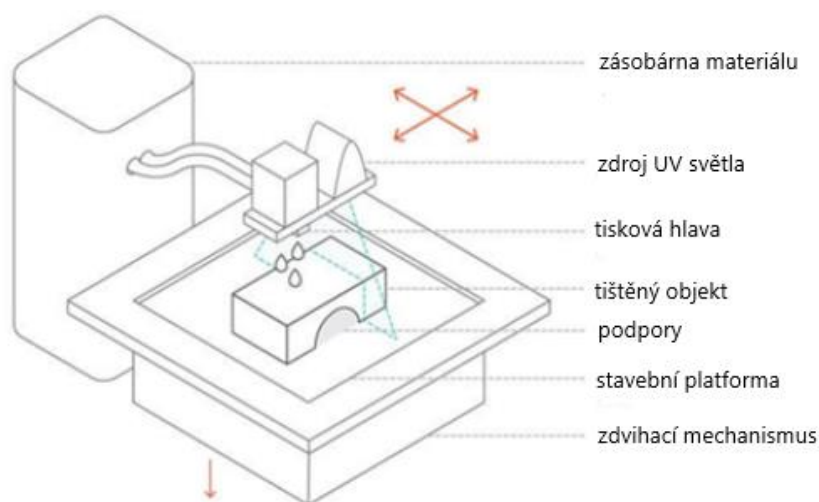 zásobárna materiálu
zdroj UV světla
tisková hlava
tištěný objekt
podpory
stavební platforma
zdvihací mechanismus